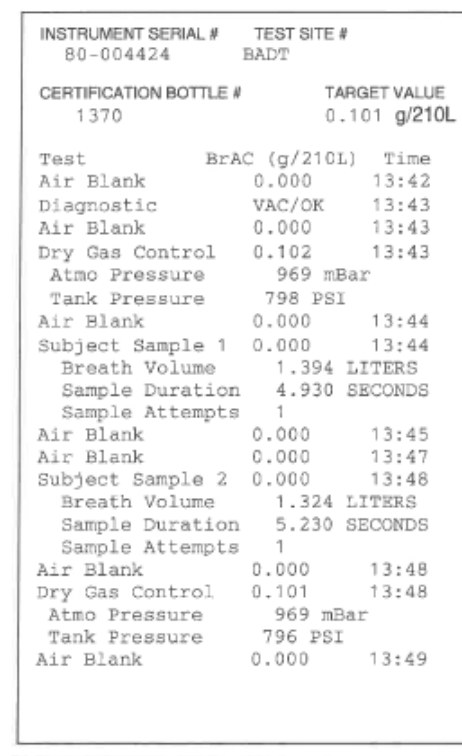 INSTRUMENT SERIAL # TEST SITE #
80-004424 BADT
CERTIFICATION BOTTLE # TARGET VALUE
1370 0.101 g/210L
Test BrAC (g/210L) Time
Air Blank 0.000 13:42
Diagnostic VAC/OK 13:43
Air Blank 0.000 13:43
Dry Gas Control 0.102 13:43
Atmo Pressure 969 mBar
Tank Pressure 798 PSI
Air Blank 0.000 13:44
Subject Sample 1 0.000 13:44
Breath Volume 1.394 LITERS
Sample Duration 4.930 SECONDS
Sample Attempts 1
Air Blank 0.000 13:45
Air Blank 0.000 13:47
Subject Sample 2 0.000 13:48
Breath Volume 1.324 LITERS
Sample Duration 5.230 SECONDS
Sample Attempts 1
Air Blank 0.000 13:48
Dry Gas Control 0.101 13:48
Atmo Pressure 969 mBar
Tank Pressure 796 PSI
Air Blank 0.000 13:49